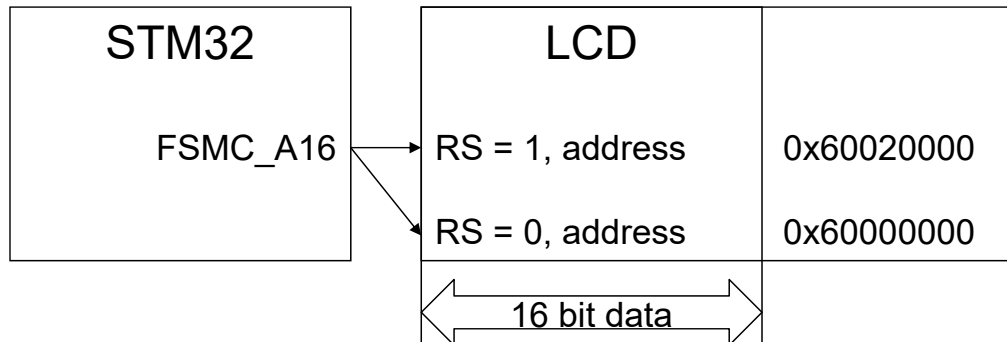 STM32
LCD
FSMC_A16
RS = 1, address
0x60020000
RS = 0, address
0x60000000
16 bit data